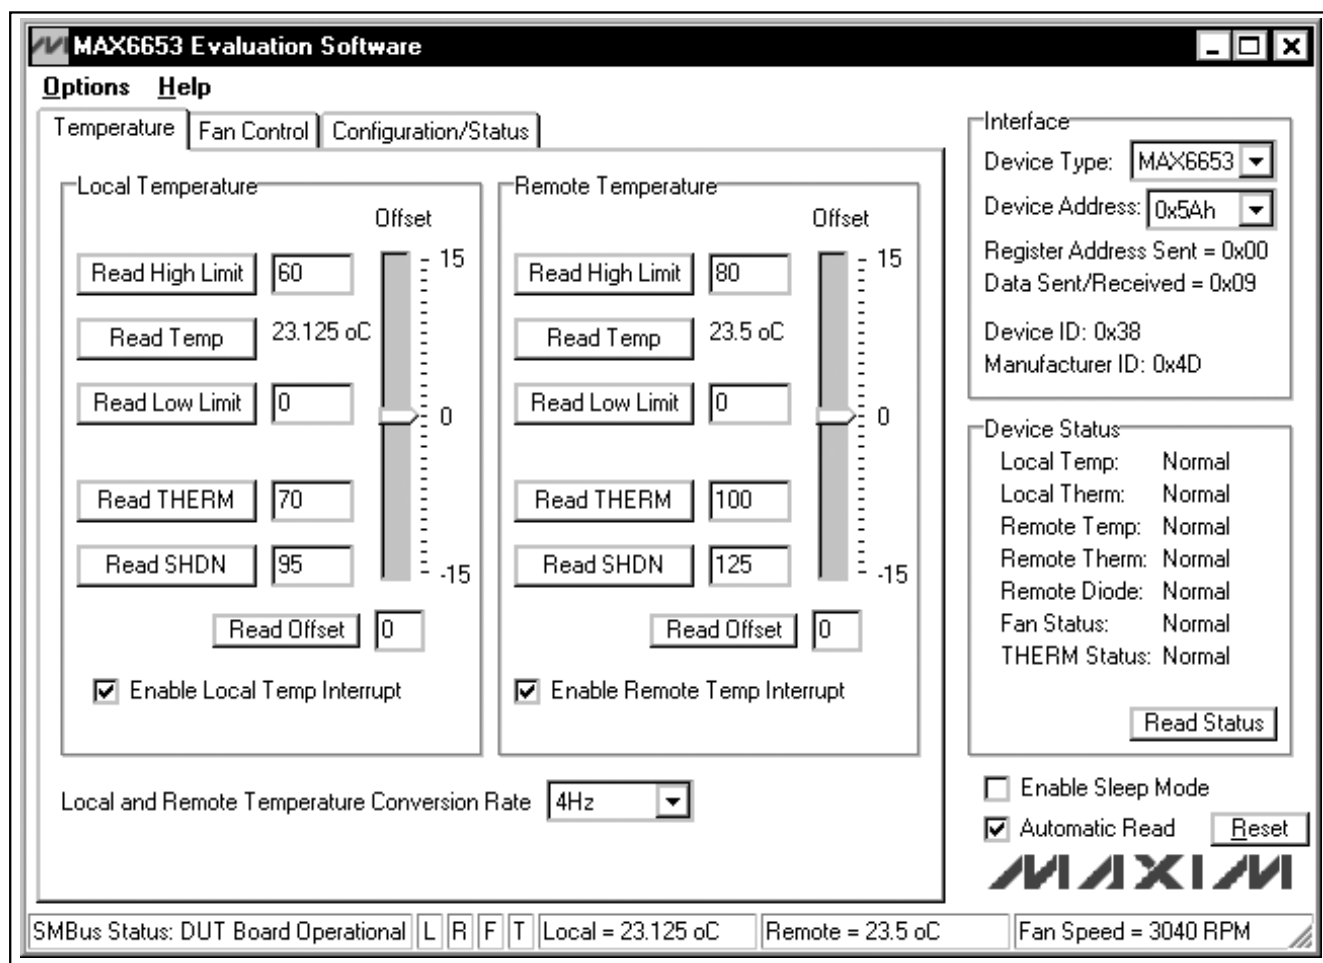 MAX6653 Evaluation Software
Options Help
Temperature Fan Control Configuration/Status
Local Temperature
Offset
Read High Limit 60 15
Read Temp 23.125 oC
Read Low Limit 0 0
Read THERM 70
Read SHDN 95 -15
Read Offset 0
Enable Local Temp Interrupt
Remote Temperature
Offset
Read High Limit 80 15
Read Temp 23.5 oC
Read Low Limit 0 0
Read THERM 100
Read SHDN 125 -15
Read Offset 0
Enable Remote Temp Interrupt
Local and Remote Temperature Conversion Rate 4Hz
Interface
Device Type: MAX6653
Device Address: 0x5Ah
Register Address Sent = 0x00
Data Sent/Received = 0x09
Device ID: 0x38
Manufacturer ID: 0x4D
Device Status
Local Temp: Normal
Local Therm: Normal
Remote Temp: Normal
Remote Therm: Normal
Remote Diode: Normal
Fan Status: Normal
THERM Status: Normal
Read Status
Enable Sleep Mode
Automatic Read Reset
MAXIM
SMBus Status: DUT Board Operational L R F T Local = 23.125 oC Remote = 23.5 oC Fan Speed = 3040 RPM